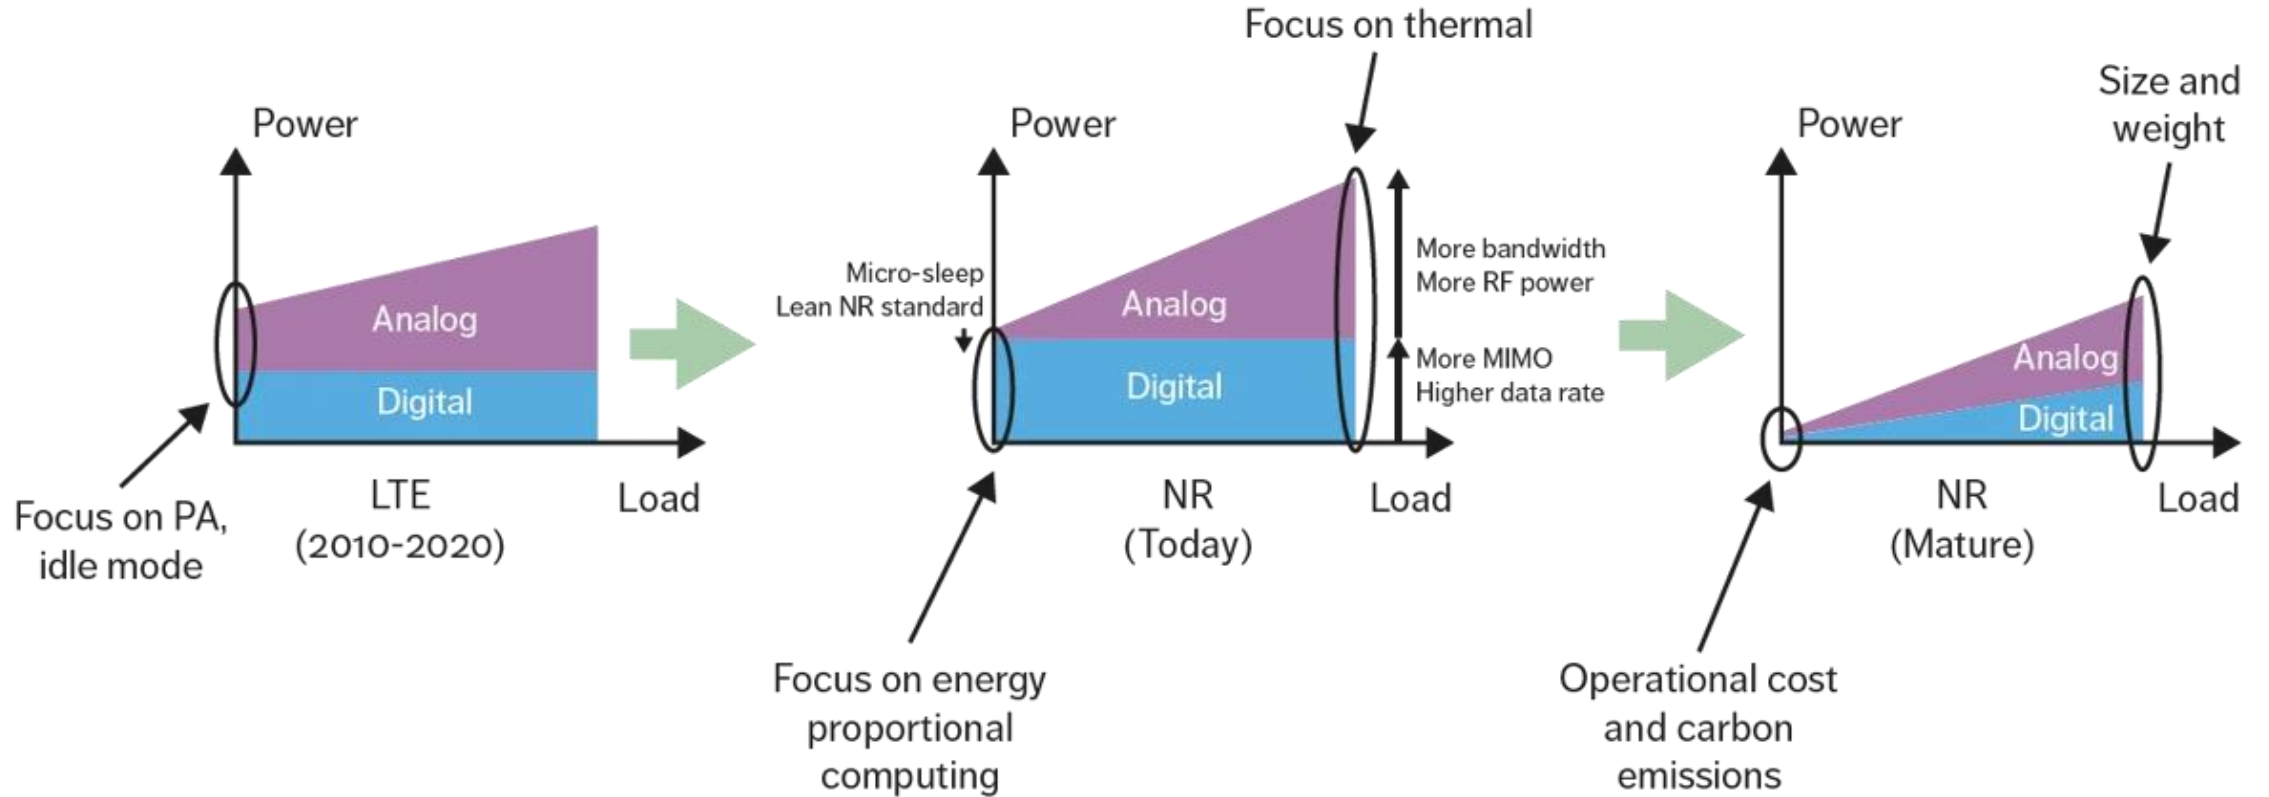 Focus on thermal
Size and
weight
Power
Power
Power
Micro-sleep
Lean NR standard
More bandwidth
More RF power
Analog
Analog
Analog
More MIMO
Higher data rate
Digital
Digital
Digital
LTE
(2010-2020)
Load
NR
(Today)
Load
NR
(Mature)
Load
Focus on PA,
idle mode
Focus on energy
proportional
computing
Operational cost
and carbon
emissions